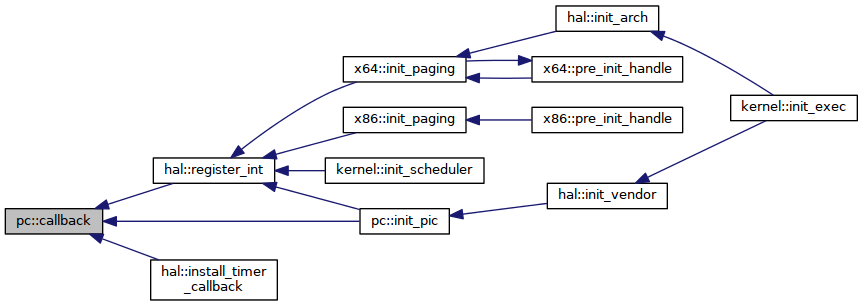 hal::init_arch
x64::init_paging
x64::pre_init_handle
kernel::init_exec
x86::init_paging
x86::pre_init_handle
hal::register_int
kernel::init_scheduler
hal::init_vendor
pc::callback
pc::init_pic
hal::install_timer
_callback